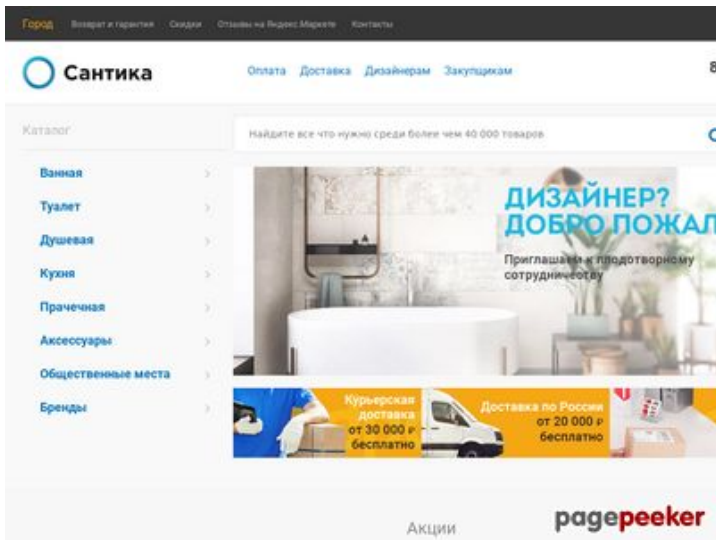 Город Возврат и гарантия Скидки Отзывы на Яндекс.Маркете Контакты
Сантика
Оплата Доставка Дизайнерам Закупщикам
8
Каталог
Найдите все что нужно среди более чем 40 000 товаров
Ванная
Туалет
Душевая
Кухня
Прачечная
Аксессуары
Общественные места
Бренды
ДИЗАЙНЕР?
ДОБРО ПОЖАЛ
Приглашаем к плодотворному
сотрудничеству
Курьерская
доставка
от 30 000 ₽
бесплатно
Доставка по России
от 20 000 ₽
бесплатно
Акции
pagepeeker